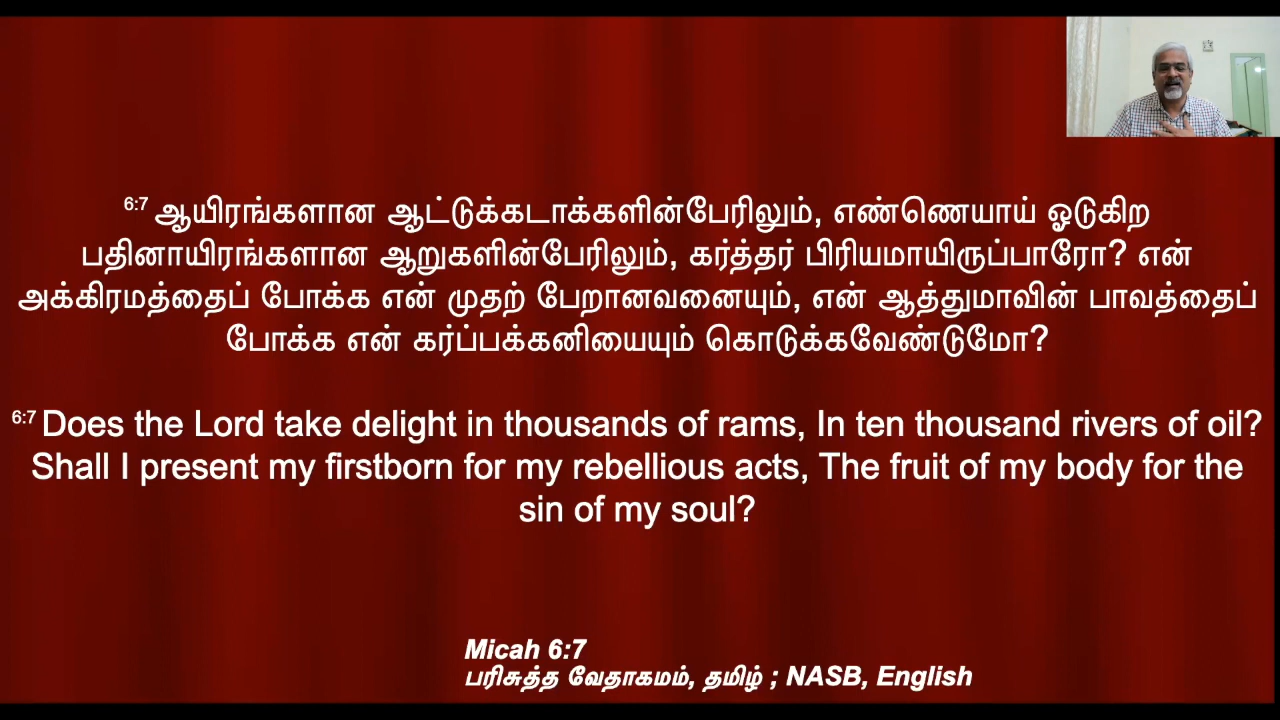 6:7 ஆயிரங்களான ஆட்டுக்கடாக்களின்பேரிலும், எண்ணெயாய் ஓடுகிற
பதினாயிரங்களான ஆறுகளின்பேரிலும், கர்த்தர் பிரியமாயிருப்பாரோ? என்
அக்கிரமத்தைப் போக்க என் முதற் பேறானவனையும், என் ஆத்துமாவின் பாவத்தைப்
போக்க என் கர்ப்பக்கனியையும் கொடுக்கவேண்டுமோ?
6:7 Does the Lord take delight in thousands of rams, In ten thousand rivers of oil?
Shall I present my firstborn for my rebellious acts, The fruit of my body for the
sin of my soul?
Micah 6:7
பரிசுத்த வேதாகமம், தமிழ் ; NASB, English